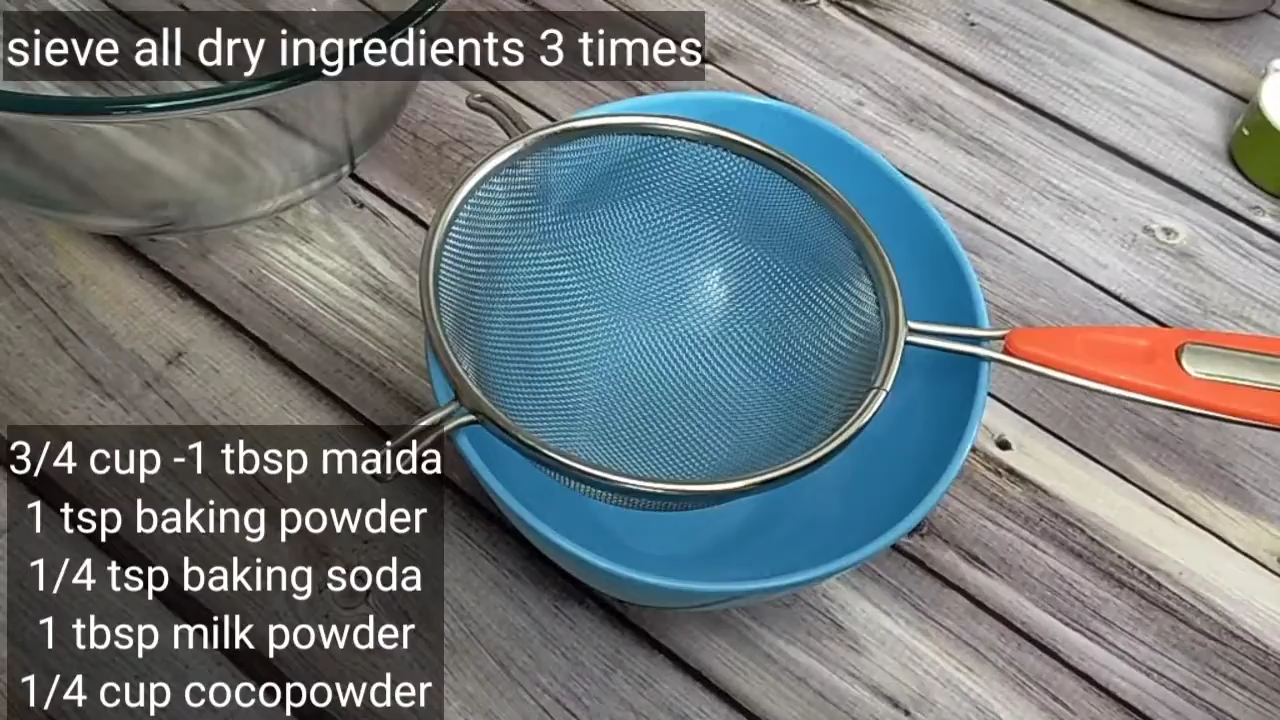 sieve all dry ingredients 3 times
3/4 cup -1 tbsp maida
1 tsp baking powder
1/4 tsp baking soda
1 tbsp milk powder
1/4 cup cocopowder